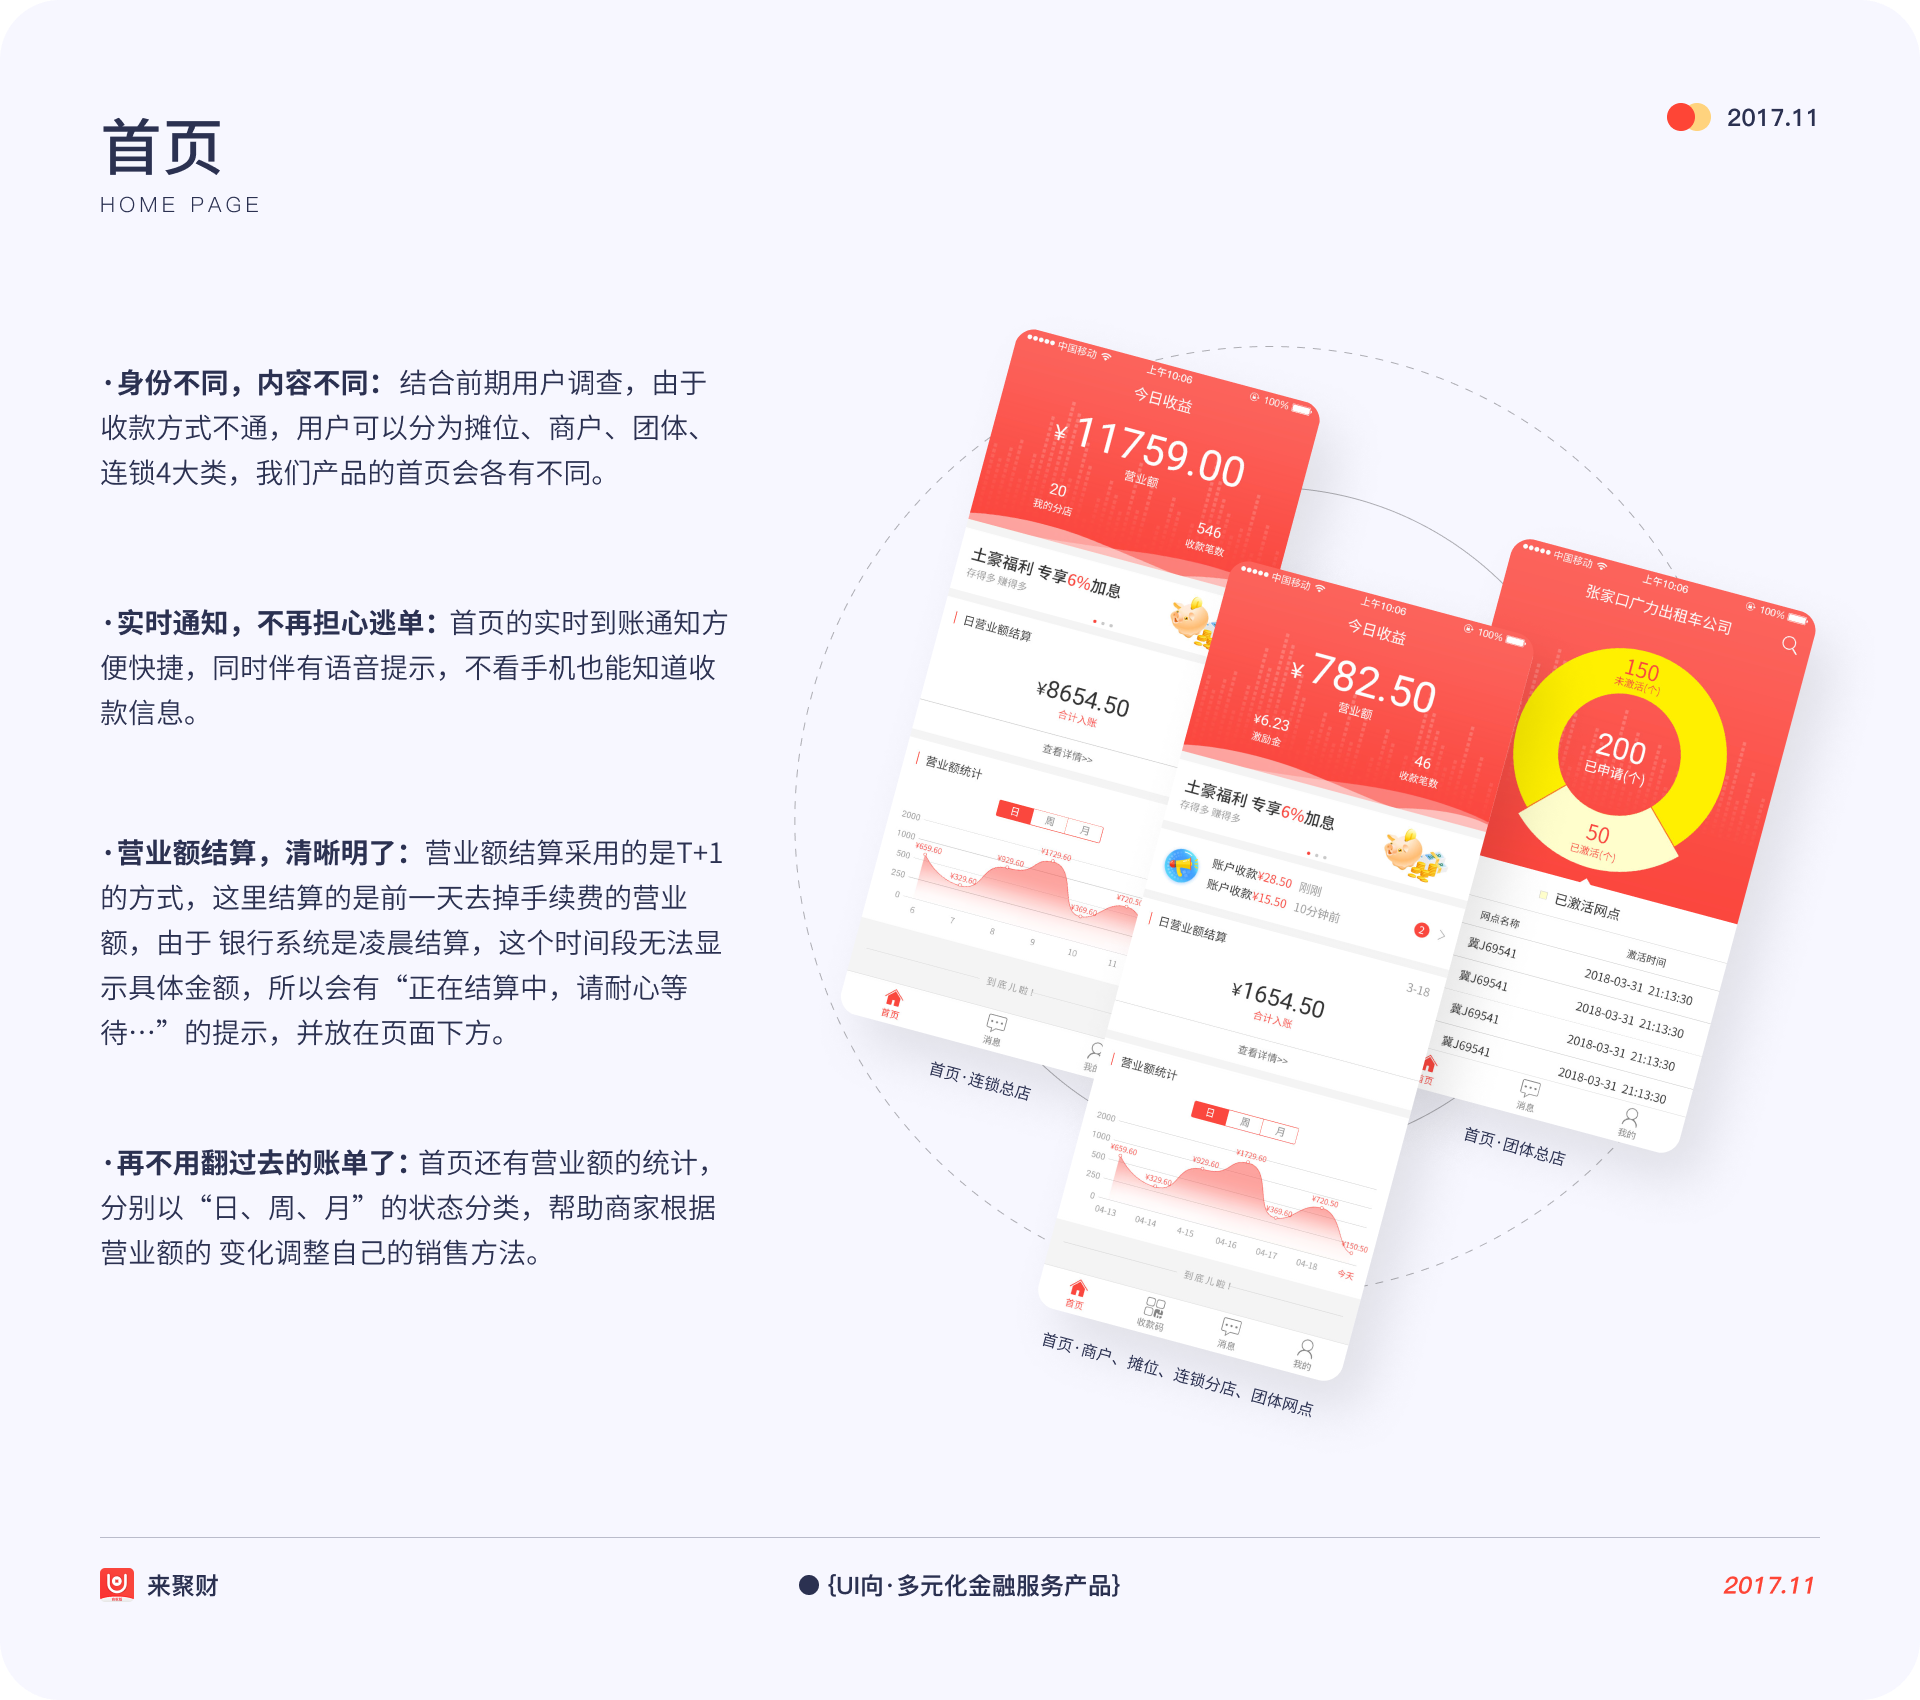 首页
HOME PAGE
2017.11
·身份不同，内容不同：结合前期用户调查，由于
收款方式不通，用户可以分为摊位、商户、团体、
连锁4大类，我们产品的首页会各有不同。
·实时通知，不再担心逃单：首页的实时到账通知方
便快捷，同时伴有语音提示，不看手机也能知道收
款信息。
·营业额结算，清晰明了：营业额结算采用的是T+1
的方式，这里结算的是前一天去掉手续费的营业
额，由于 银行系统是凌晨结算，这个时间段无法显
示具体金额，所以会有“正在结算中，请耐心等
待…”的提示，并放在页面下方。
·再不用翻过去的账单了：首页还有营业额的统计，
分别以“日、周、月”的状态分类，帮助商家根据
营业额的 变化调整自己的销售方法。
中国移动
上午10:06
100%
今日收益
¥ 11759.00
营业额
20
我的分店
546
收款笔数
土豪福利 专享6%加息
存得多 赚得多
日营业额结算
¥8654.50
合计入账
查看详情>>
营业额统计
日 周 月
2000
1000
500
250
0
¥659.60
¥329.60
¥929.60
¥1729.60
¥369.60
¥720.50
6 7 8 9 10 11
到底儿啦！
首页
消息
我的
首页·连锁总店
中国移动
上午10:06
100%
今日收益
¥ 782.50
营业额
¥6.23
激励金
46
收款笔数
土豪福利 专享6%加息
存得多 赚得多
账户收款¥28.50 刚刚
账户收款¥15.50 10分钟前
2
日营业额结算
3-18
¥1654.50
合计入账
查看详情>>
营业额统计
日 周 月
2000
1000
500
250
0
¥659.60
¥329.60
¥929.60
¥1729.60
¥369.60
¥720.50
¥150.50
04-13 04-14 4-15 04-16 04-17 04-18 今天
到底儿啦！
首页
收款码
消息
我的
首页·商户、摊位、连锁分店、团体网点
中国移动
上午10:06
100%
张家口广力出租车公司
150
未激活(个)
200
已申请(个)
50
已激活(个)
已激活网点
网点名称 激活时间
冀J69541 2018-03-31 21:13:30
冀J69541 2018-03-31 21:13:30
冀J69541 2018-03-31 21:13:30
冀J69541 2018-03-31 21:13:30
首页
消息
我的
首页·团体总店
来聚财
{UI向·多元化金融服务产品}
2017.11